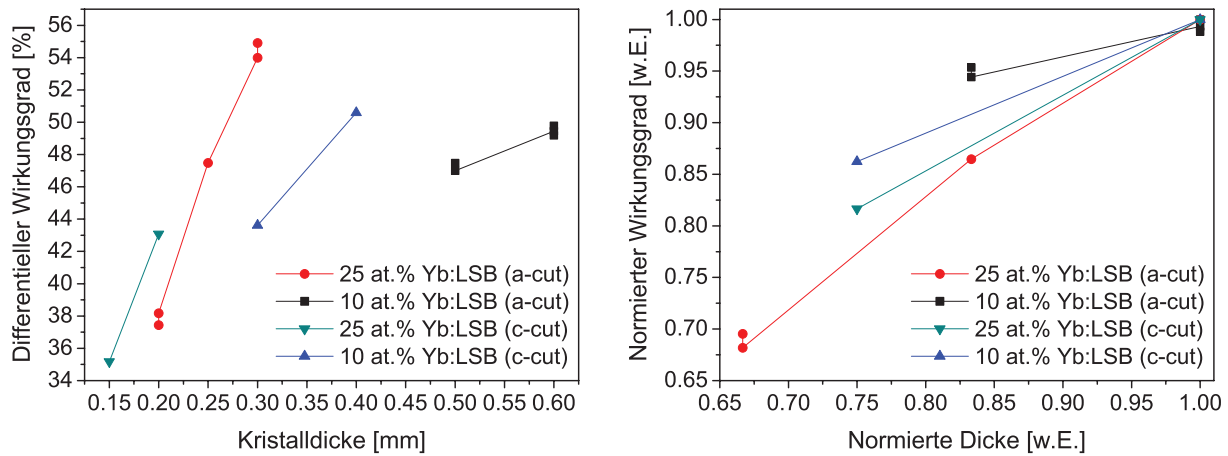 Differentieller Wirkungsgrad [%]
56
54
52
50
48
46
44
42
40
38
36
34
0.15 0.20 0.25 0.30 0.35 0.40 0.45 0.50 0.55 0.60
Kristalldicke [mm]
25 at.% Yb:LSB (a-cut)
10 at.% Yb:LSB (a-cut)
25 at.% Yb:LSB (c-cut)
10 at.% Yb:LSB (c-cut)
Normierter Wirkungsgrad [w.E.]
1.00
0.95
0.90
0.85
0.80
0.75
0.70
0.65
0.65 0.70 0.75 0.80 0.85 0.90 0.95 1.00
Normierte Dicke [w.E.]
25 at.% Yb:LSB (a-cut)
10 at.% Yb:LSB (a-cut)
25 at.% Yb:LSB (c-cut)
10 at.% Yb:LSB (c-cut)